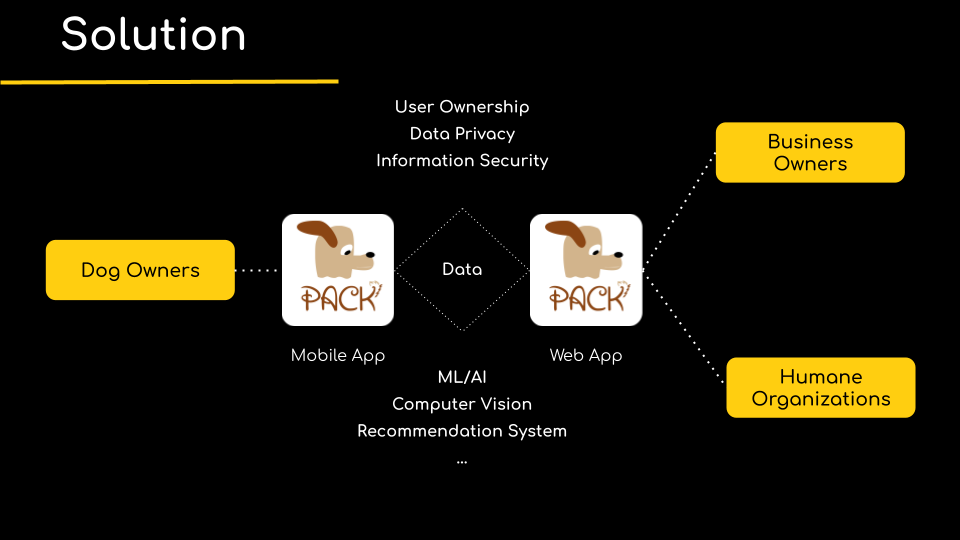 Solution
User Ownership
Data Privacy
Information Security
Business
Owners
Dog Owners
PACK
Data
PACK
Mobile App
Web App
ML/AI
Computer Vision
Recommendation System
...
Humane
Organizations